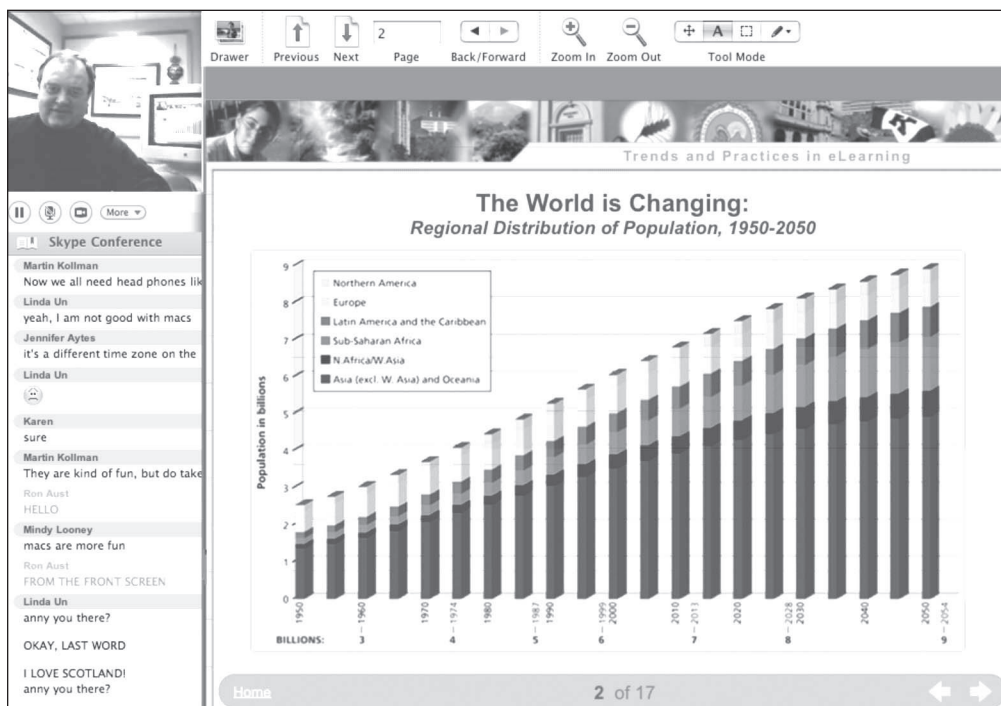 2
Drawer
Previous
Next
Page
Back/Forward
Zoom In
Zoom Out
A
Tool Mode
More
Skype Conference
Martin Kollman
Now we all need head phones lik
Linda Un
yeah, I am not good with macs
Jennifer Aytes
it's a different time zone on the
Linda Un
Karen
sure
Martin Kollman
They are kind of fun, but do take
Ron Aust
HELLO
Mindy Looney
macs are more fun
Ron Aust
FROM THE FRONT SCREEN
Linda Un
anny you there?
OKAY, LAST WORD
I LOVE SCOTLAND!
anny you there?
K
Trends and Practices in eLearning
The World is Changing:
Regional Distribution of Population, 1950-2050
Population in billions
9
8
7
6
5
4
3
2
1
0
Northern America
Europe
Latin America and the Caribbean
Sub-Saharan Africa
N.Africa/W.Asia
Asia (excl. W. Asia) and Oceania
1950
– 1960
1970
– 1974
1980
– 1987
1990
– 1999
2000
2010
– 2013
2020
– 2028
2030
2040
2050
– 2054
BILLIONS: 3 4 5 6 7 8 9
Home
2 of 17